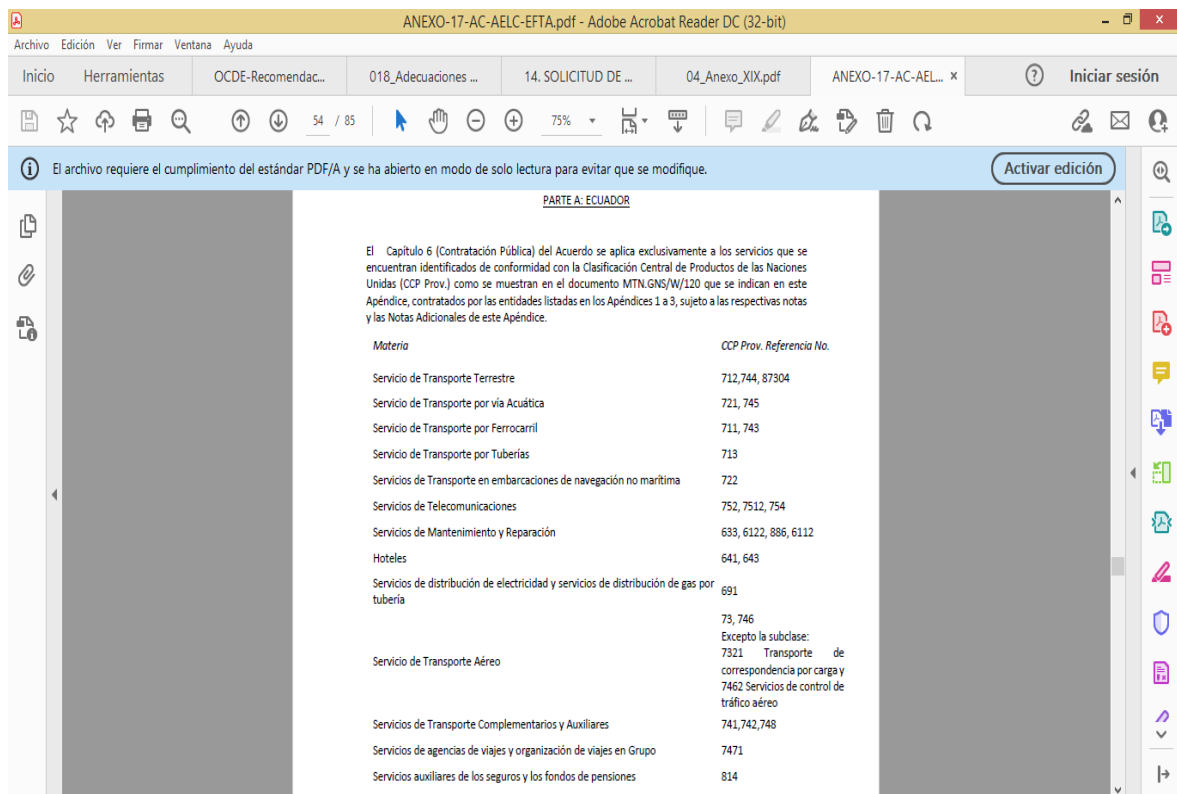 ANEXO-17-AC-AELC-EFTA.pdf - Adobe Acrobat Reader DC (32-bit)
Archivo Edición Ver Firmar Ventana Ayuda
Inicio Herramientas OCDE-Recomendac... 018_Adecuaciones ... 14. SOLICITUD DE ... 04_Anexo_XIX.pdf ANEXO-17-AC-AEL... × Iniciar sesión
54 / 85 75%
El archivo requiere el cumplimiento del estándar PDF/A y se ha abierto en modo de solo lectura para evitar que se modifique. Activar edición
PARTE A: ECUADOR
El Capítulo 6 (Contratación Pública) del Acuerdo se aplica exclusivamente a los servicios que se
encuentran identificados de conformidad con la Clasificación Central de Productos de las Naciones
Unidas (CCP Prov.) como se muestran en el documento MTN.GNS/W/120 que se indican en este
Apéndice, contratados por las entidades listadas en los Apéndices 1 a 3, sujeto a las respectivas notas
y las Notas Adicionales de este Apéndice.
Materia CCP Prov. Referencia No.
Servicio de Transporte Terrestre 712,744, 87304
Servicio de Transporte por vía Acuática 721, 745
Servicio de Transporte por Ferrocarril 711, 743
Servicio de Transporte por Tuberías 713
Servicios de Transporte en embarcaciones de navegación no marítima 722
Servicios de Telecomunicaciones 752, 7512, 754
Servicios de Mantenimiento y Reparación 633, 6122, 886, 6112
Hoteles 641, 643
Servicios de distribución de electricidad y servicios de distribución de gas por
tubería 691
Servicio de Transporte Aéreo
73, 746
Excepto la subclase:
7321 Transporte de
correspondencia por carga y
7462 Servicios de control de
tráfico aéreo
Servicios de Transporte Complementarios y Auxiliares 741,742,748
Servicios de agencias de viajes y organización de viajes en Grupo 7471
Servicios auxiliares de los seguros y los fondos de pensiones 814